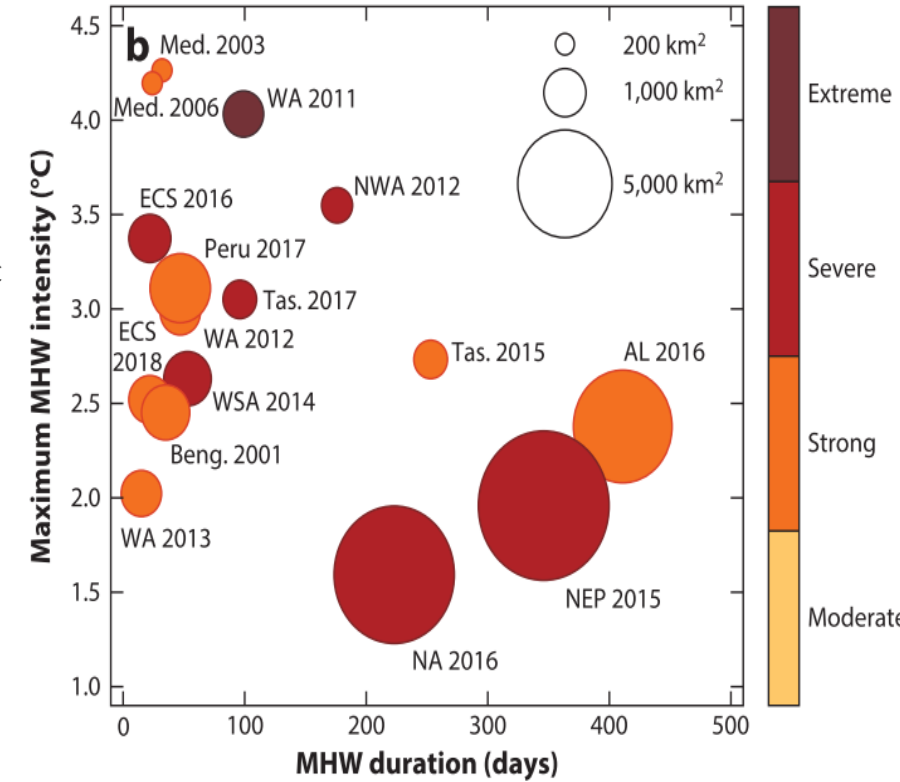 b
Med. 2003
Med. 2006
WA 2011
200 km²
1,000 km²
5,000 km²
NWA 2012
ECS 2016
Peru 2017
Tas. 2017
ECS
2018
WA 2012
Tas. 2015
AL 2016
WSA 2014
Beng. 2001
WA 2013
NEP 2015
NA 2016
Maximum MHW intensity (°C)
4.5
4.0
3.5
3.0
2.5
2.0
1.5
1.0
0
100
200
300
400
500
MHW duration (days)
Extreme
Severe
Strong
Moderate